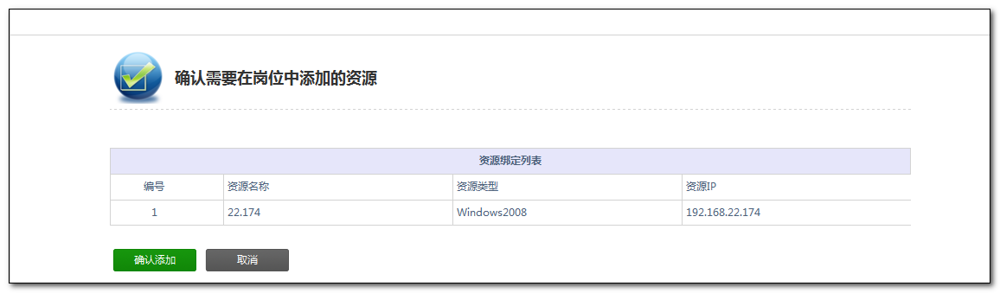 确认需要在岗位中添加的资源
资源绑定列表
编号 资源名称 资源类型 资源IP
1 22.174 Windows2008 192.168.22.174
确认添加 取消